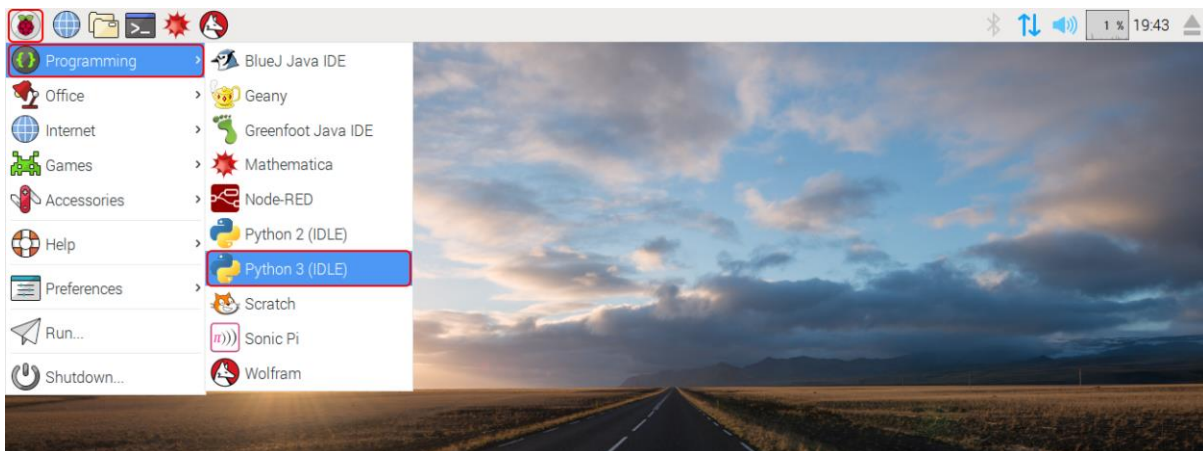 1 % 19:43
Programming
Office
Internet
Games
Accessories
Help
Preferences
Run...
Shutdown...
BlueJ Java IDE
Geany
Greenfoot Java IDE
Mathematica
Node-RED
Python 2 (IDLE)
Python 3 (IDLE)
Scratch
Sonic Pi
Wolfram